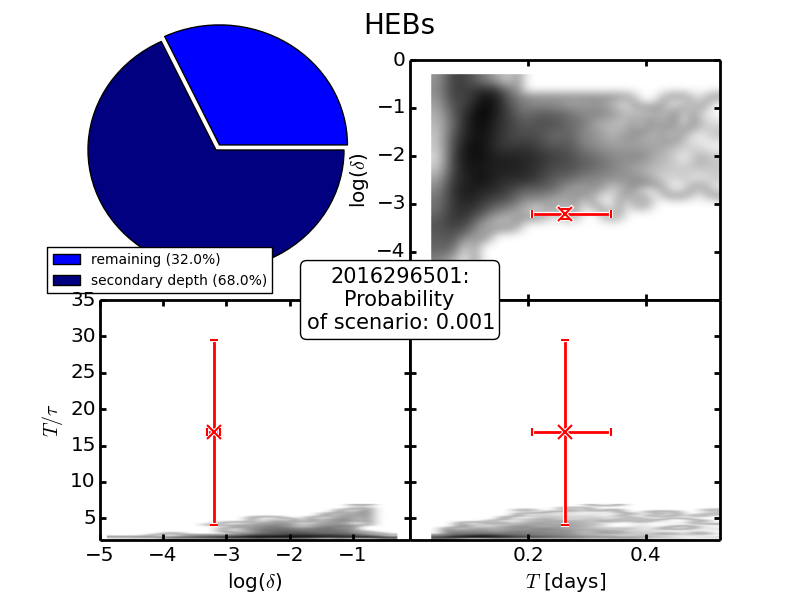 HEBs
0
−1
−2
−3
−4
log(δ)
remaining (32.0%)
secondary depth (68.0%)
2016296501:
Probability
of scenario: 0.001
35
30
25
20
15
10
5
T/τ
−5 −4 −3 −2 −1
log(δ)
0.2 0.4
T [days]